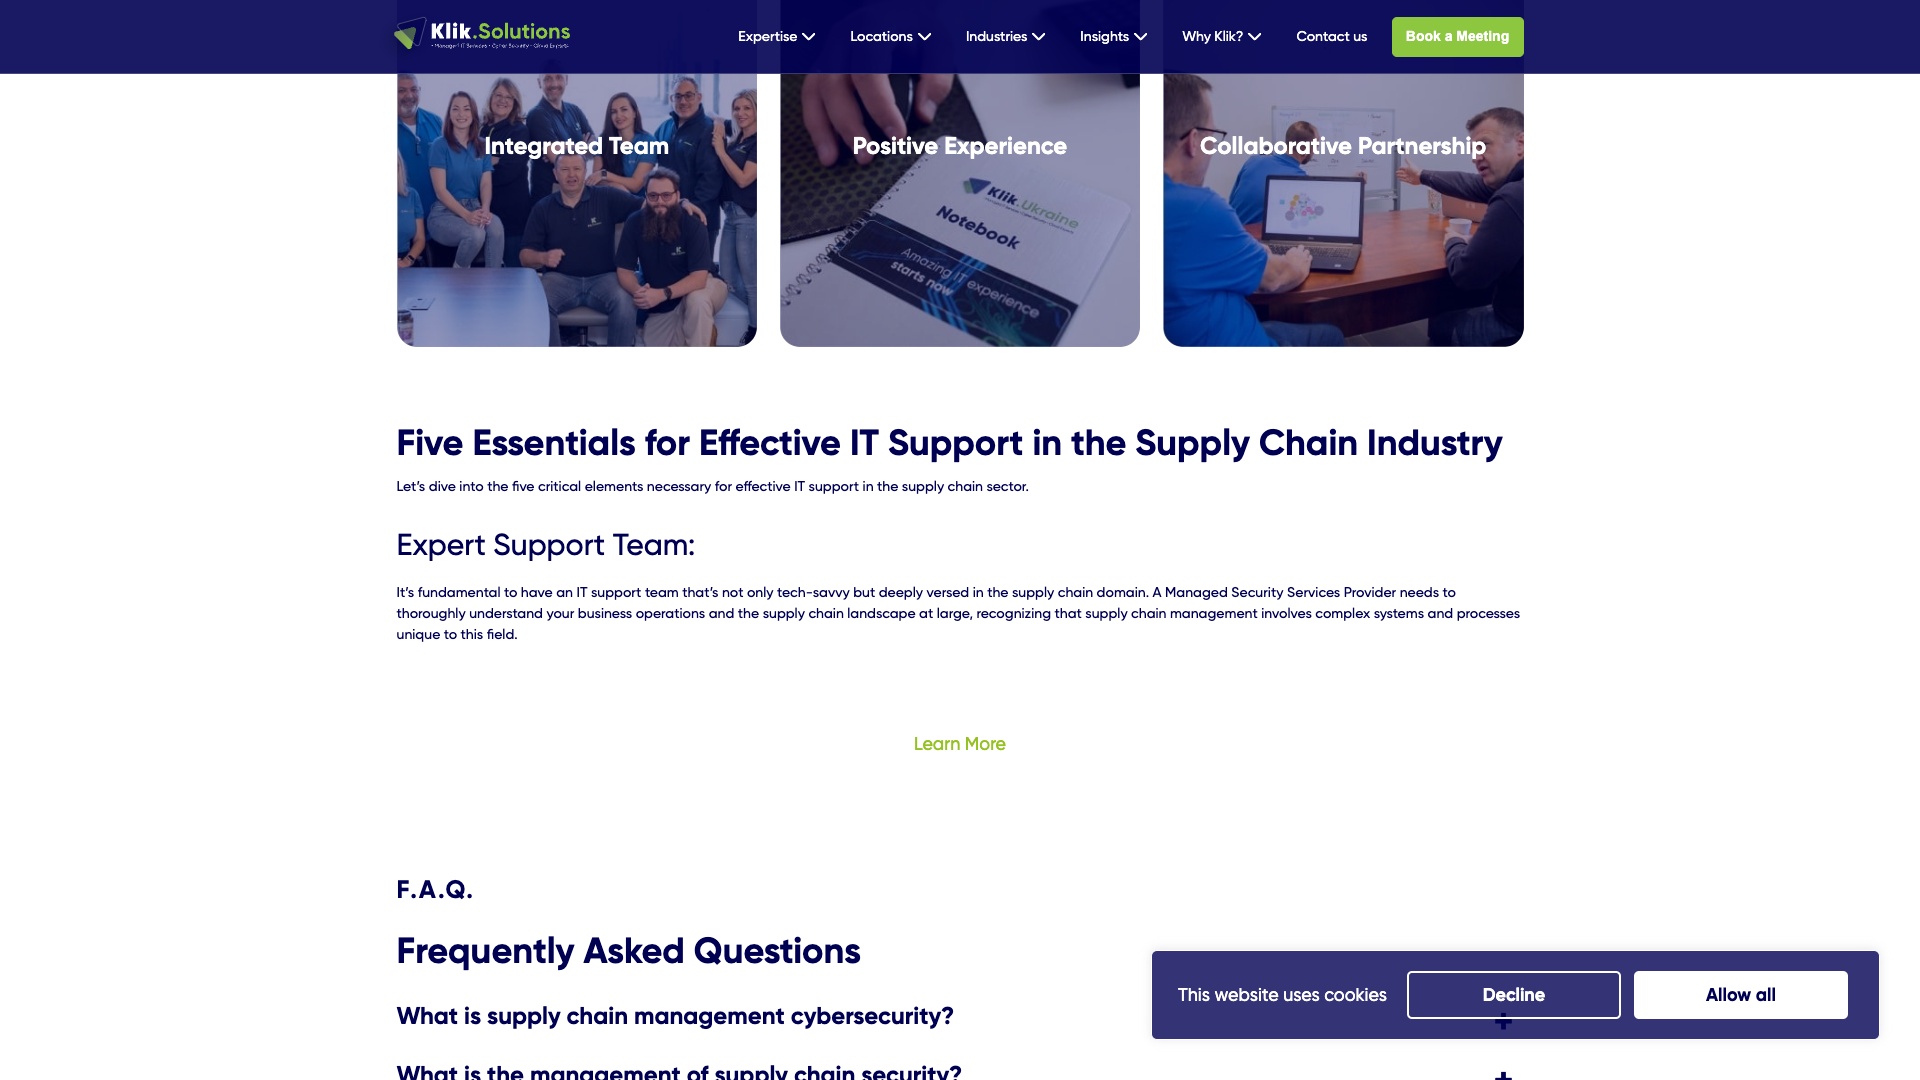 Klik.Solutions
• Managed IT Services • Cyber Security • Cloud Experts
Expertise
Locations
Industries
Insights
Why Klik?
Contact us
Book a Meeting
Integrated Team
Positive Experience
Collaborative Partnership
Klik.Ukraine
Notebook
Amazing IT experience
starts now
Five Essentials for Effective IT Support in the Supply Chain Industry
Let’s dive into the five critical elements necessary for effective IT support in the supply chain sector.
Expert Support Team:
It’s fundamental to have an IT support team that’s not only tech-savvy but deeply versed in the supply chain domain. A Managed Security Services Provider needs to
thoroughly understand your business operations and the supply chain landscape at large, recognizing that supply chain management involves complex systems and processes
unique to this field.
Learn More
F.A.Q.
Frequently Asked Questions
What is supply chain management cybersecurity?
+
What is the management of supply chain security?
+
This website uses cookies
Decline
Allow all